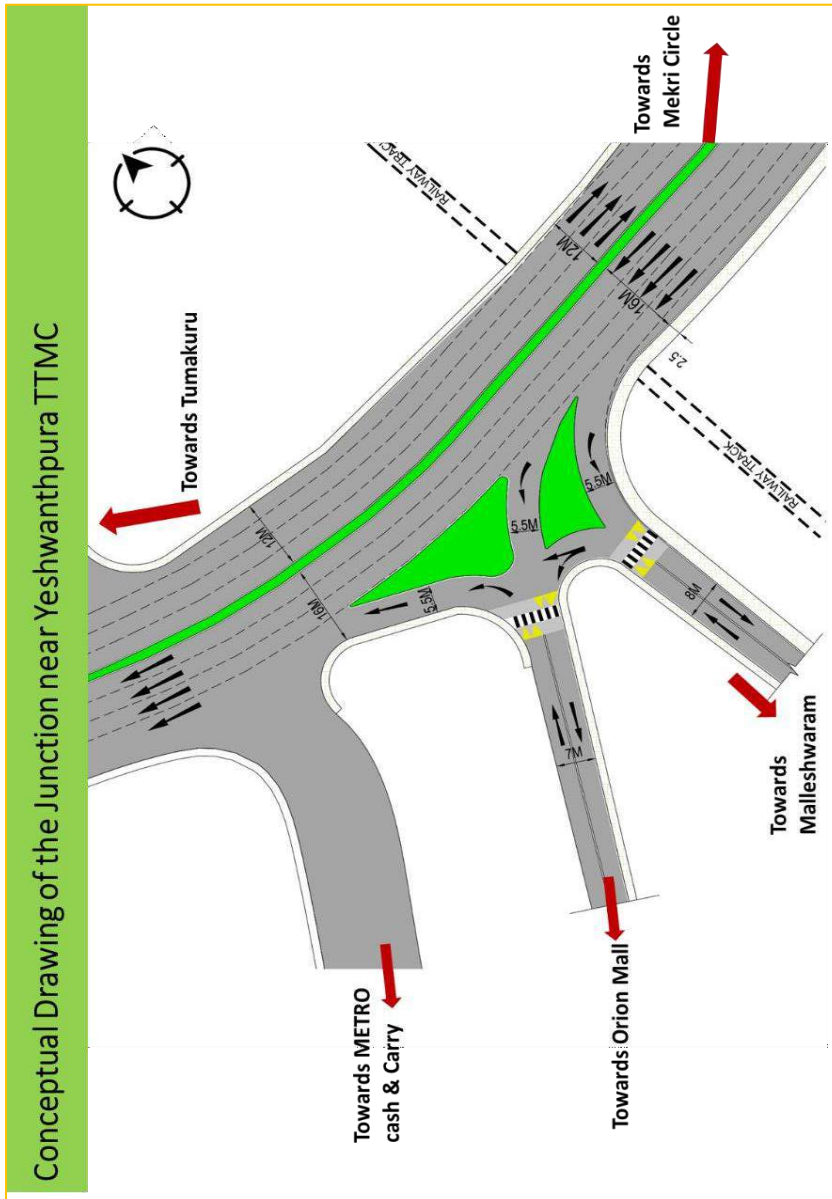 Conceptual Drawing of the Junction near Yeshwanthpura TTMC
Towards Tumakuru
Towards
Mekri Circle
RAILWAY TRACK
12M
16M
2.5
RAILWAY TRACK
12M
16M
5.5M
5.5M
5.5M
8M
7M
Towards METRO
cash & Carry
Towards Orion Mall
Towards
Malleshwaram